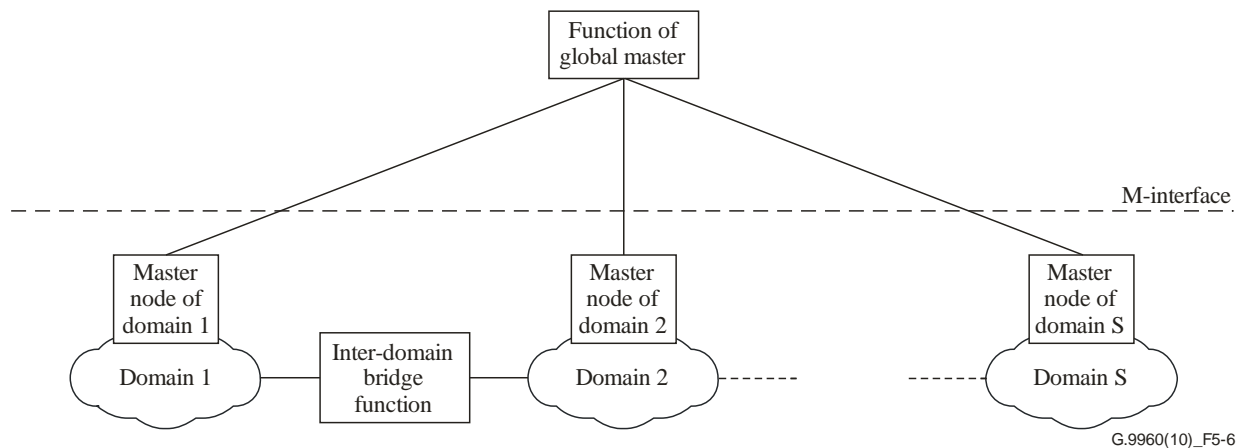 Function of
global master
M-interface
Master
node of
domain 1
Master
node of
domain 2
Master
node of
domain S
Inter-domain
bridge
function
Domain 1
Domain 2
Domain S
G.9960(10)_F5-6